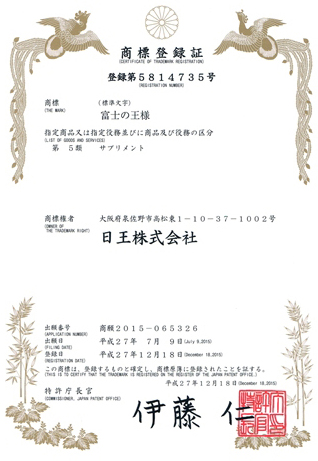 商標登録証
(CERTIFICATE OF TRADEMARK REGISTRATION)
登録第5814735号
(REGISTRATION NUMBER)
商標 (標準文字)
(THE MARK)
富士の王様
指定商品又は指定役務並びに商品及び役務の区分
(LIST OF GOODS AND SERVICES)
第 5類 サプリメント
商標権者 大阪府泉佐野市高松東1-10-37-1002号
(OWNER OF THE TRADEMARK RIGHT)
日王株式会社
出願番号 商願2015-065326
(APPLICATION NUMBER)
出願日 平成27年 7月 9日(July 9,2015)
(FILING DATE)
登録日 平成27年12月18日(December 18,2015)
(REGISTRATION DATE)
この商標は、登録するものと確定し、商標原簿に登録されたことを証する。
(THIS IS TO CERTIFY THAT THE TRADEMARK IS REGISTERED ON THE REGISTER OF THE JAPAN PATENT OFFICE.)
平成27年12月18日(December 18,2015)
特許庁長官
(COMMISSIONER, JAPAN PATENT OFFICE)
伊藤 仁